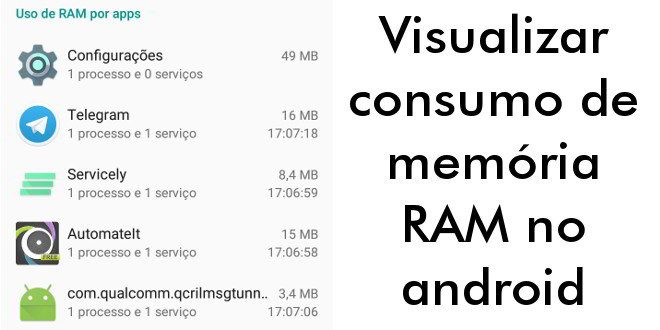 Uso de RAM por apps
Configurações 49 MB
1 processo e 0 serviços
Telegram 16 MB
1 processo e 1 serviço 17:07:18
Servicely 8,4 MB
1 processo e 1 serviço 17:06:59
AutomateIt 15 MB
1 processo e 1 serviço 17:06:58
FREE
com.qualcomm.qcrilmsgtunn.. 3,4 MB
1 processo e 1 serviço 17:07:06
Visualizar
consumo de
memória
RAM no
android